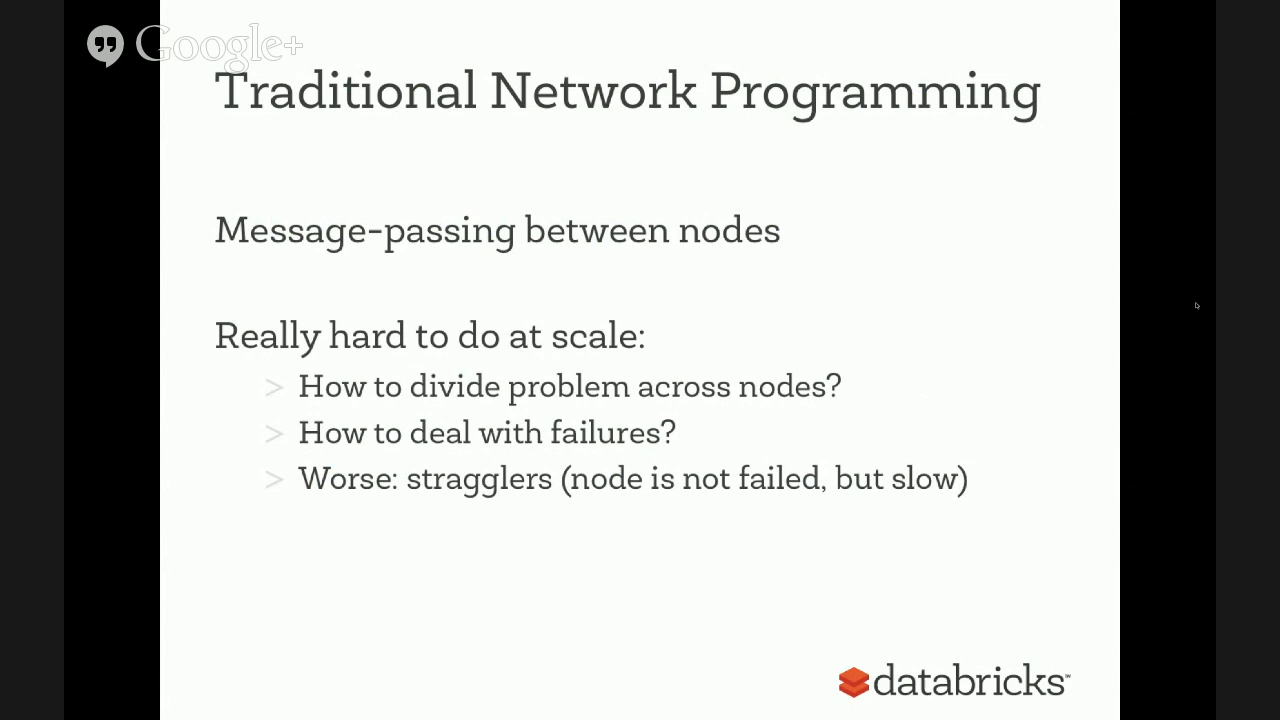 Google+
Traditional Network Programming
Message-passing between nodes
Really hard to do at scale:
> How to divide problem across nodes?
> How to deal with failures?
> Worse: stragglers (node is not failed, but slow)
databricks™